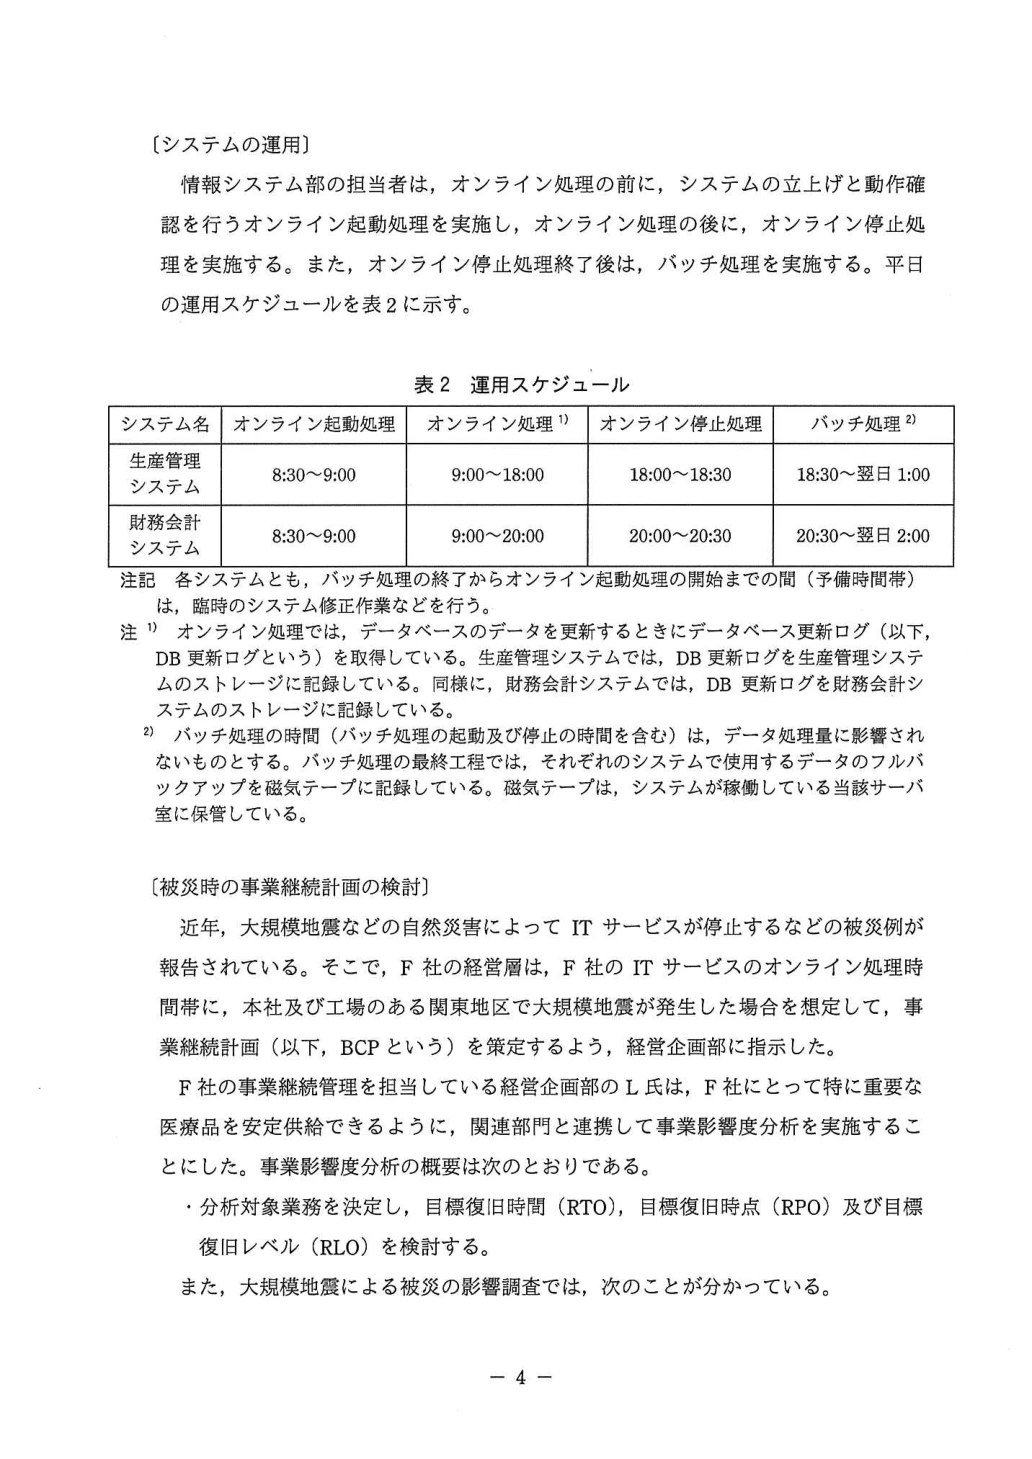 〔システムの運用〕
情報システム部の担当者は，オンライン処理の前に，システムの立上げと動作確
認を行うオンライン起動処理を実施し，オンライン処理の後に，オンライン停止処
理を実施する。また，オンライン停止処理終了後は，バッチ処理を実施する。平日
の運用スケジュールを表2に示す。
表2　運用スケジュール
システム名　オンライン起動処理　オンライン処理 1)　オンライン停止処理　バッチ処理 2)
生産管理
システム　8:30～9:00　9:00～18:00　18:00～18:30　18:30～翌日 1:00
財務会計
システム　8:30～9:00　9:00～20:00　20:00～20:30　20:30～翌日 2:00
注記　各システムとも，バッチ処理の終了からオンライン起動処理の開始までの間（予備時間帯）
は，臨時のシステム修正作業などを行う。
注 1)　オンライン処理では，データベースのデータを更新するときにデータベース更新ログ（以下，
DB 更新ログという）を取得している。生産管理システムでは，DB 更新ログを生産管理システ
ムのストレージに記録している。同様に，財務会計システムでは，DB 更新ログを財務会計シ
ステムのストレージに記録している。
2)　バッチ処理の時間（バッチ処理の起動及び停止の時間を含む）は，データ処理量に影響され
ないものとする。バッチ処理の最終工程では，それぞれのシステムで使用するデータのフルバ
ックアップを磁気テープに記録している。磁気テープは，システムが稼働している当該サーバ
室に保管している。
〔被災時の事業継続計画の検討〕
近年，大規模地震などの自然災害によって IT サービスが停止するなどの被災例が
報告されている。そこで，F 社の経営層は，F 社の IT サービスのオンライン処理時
間帯に，本社及び工場のある関東地区で大規模地震が発生した場合を想定して，事
業継続計画（以下，BCP という）を策定するよう，経営企画部に指示した。
F 社の事業継続管理を担当している経営企画部の L 氏は，F 社にとって特に重要な
医療品を安定供給できるように，関連部門と連携して事業影響度分析を実施するこ
とにした。事業影響度分析の概要は次のとおりである。
・分析対象業務を決定し，目標復旧時間（RTO），目標復旧時点（RPO）及び目標
復旧レベル（RLO）を検討する。
また，大規模地震による被災の影響調査では，次のことが分かっている。
－ 4 －